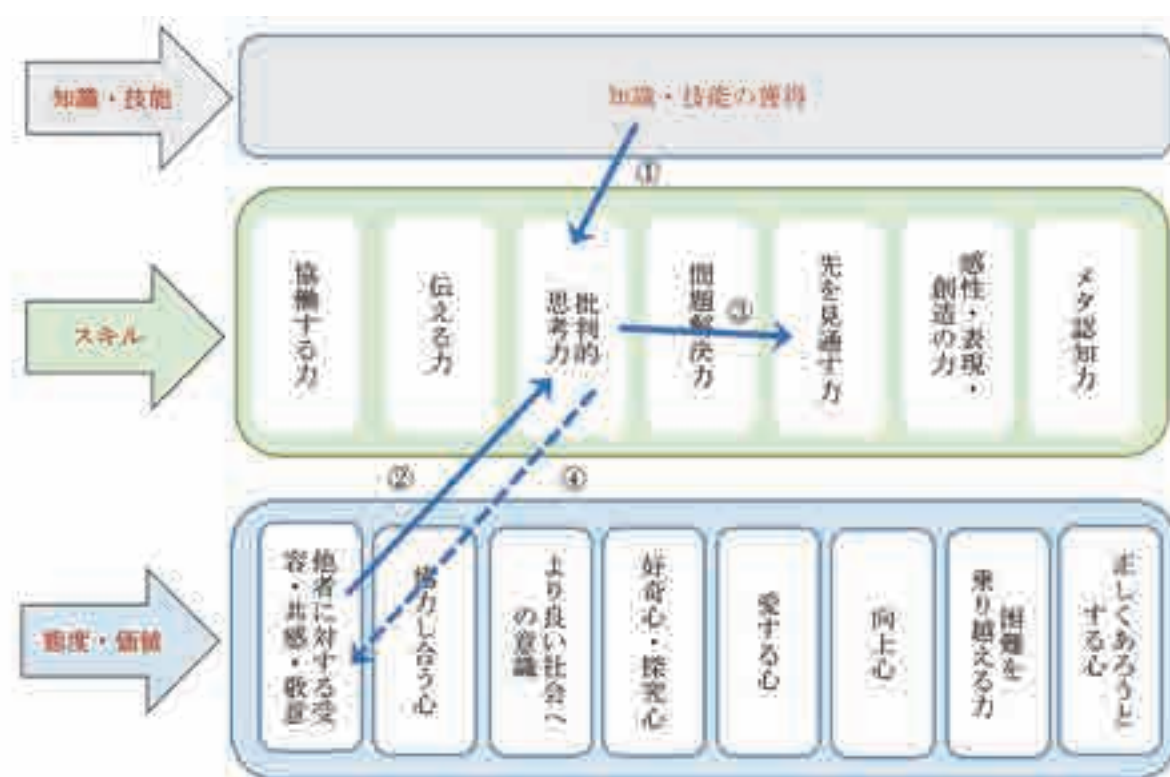 知識・技能
知識・技能の獲得
①
スキル
協働する力
伝える力
批判的
思考力
問題解決力
③
先を見通す力
感性・表現・
創造の力
メタ認知力
②
④
態度・価値
他者に対する受
容・共感・敬意
協力し合う心
より良い社会へ
の意識
好奇心・探究心
愛する心
向上心
困難を
乗り越える力
正しくあろうと
する心